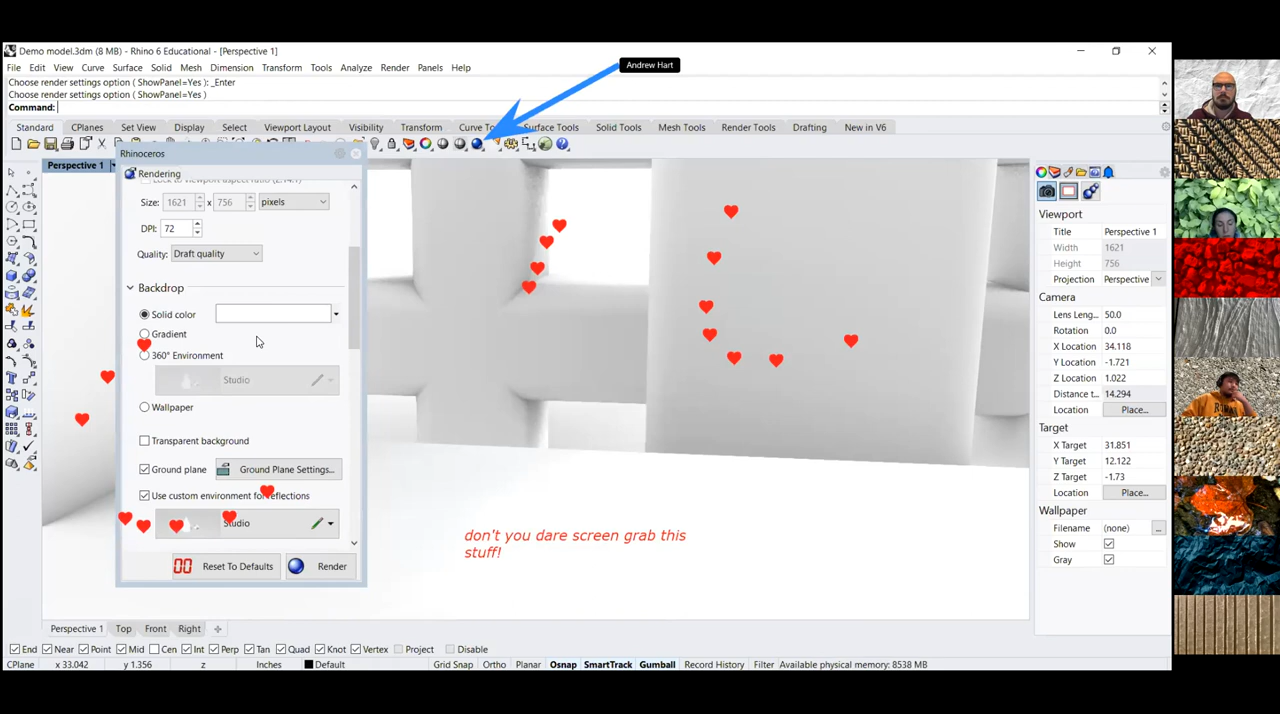 Demo model.3dm (8 MB) - Rhino 6 Educational - [Perspective 1]
File Edit View Curve Surface Solid Mesh Dimension Transform Tools Analyze Render Panels Help
Andrew Hart
Choose render settings option ( ShowPanel=Yes ): _Enter
Choose render settings option ( ShowPanel=Yes )
Command:
Standard CPlanes Set View Display Select Viewport Layout Visibility Transform Surface Tools Solid Tools Mesh Tools Render Tools Drafting New in V6
Perspective 1
Rhinoceros
Rendering
Size: 1621 x 756 pixels
DPI: 72
Quality: Draft quality
Backdrop
Solid color
Gradient
360° Environment
Studio
Wallpaper
Transparent background
Ground plane Ground Plane Settings...
Use custom environment for reflections
Studio
Reset To Defaults Render
don't you dare screen grab this
stuff!
Viewport
Title Perspective 1
Width 1621
Height 756
Projection Perspective
Camera
Lens Leng... 50.0
Rotation 0.0
X Location 34.118
Y Location -1.721
Z Location 1.022
Distance t... 14.294
Location Place...
Target
X Target 31.851
Y Target 12.122
Z Target -1.73
Location Place...
Wallpaper
Filename (none) ...
Show
Gray
Perspective 1 Top Front Right
End Near Point Mid Cen Int Perp Tan Quad Knot Vertex Project Disable
CPlane x 33.042 y 1.356 z Inches Default Grid Snap Ortho Planar Osnap SmartTrack Gumball Record History Filter Available physical memory: 8538 MB